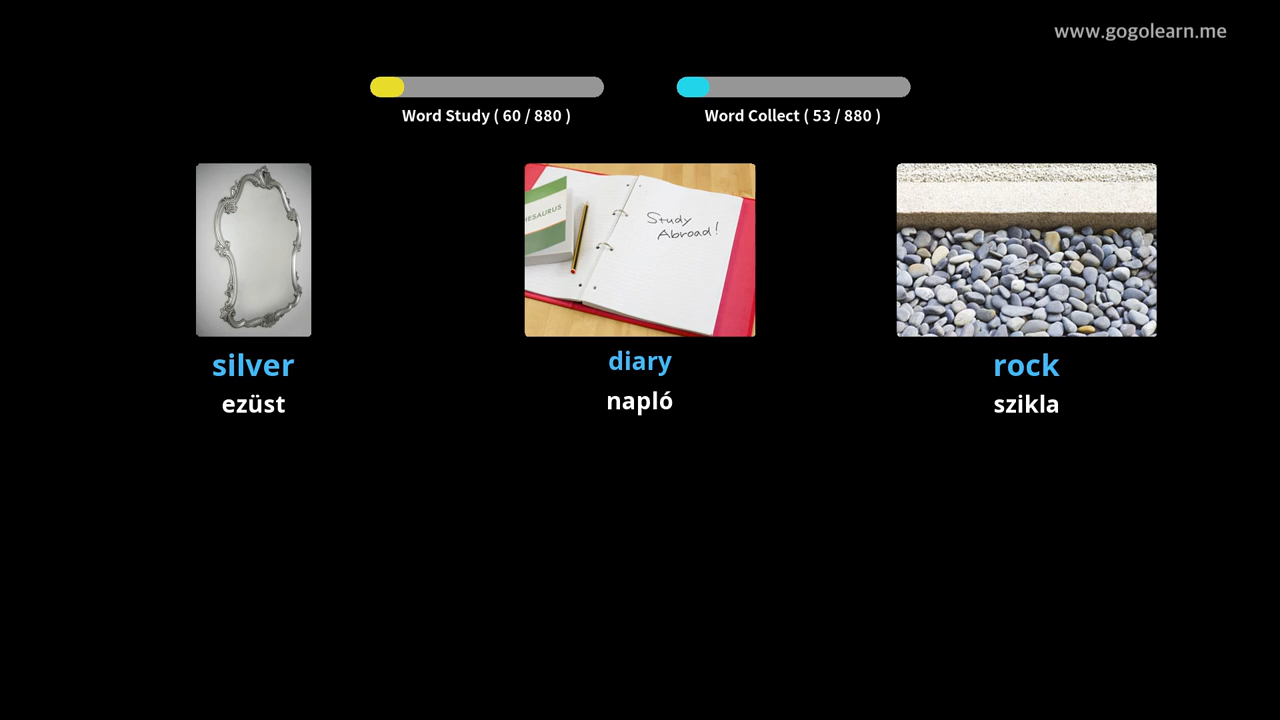 www.gogolearn.me
Word Study ( 60 / 880 )
Word Collect ( 53 / 880 )
HESAURUS
Study
Abroad!
silver
diary
rock
ezüst
napló
szikla